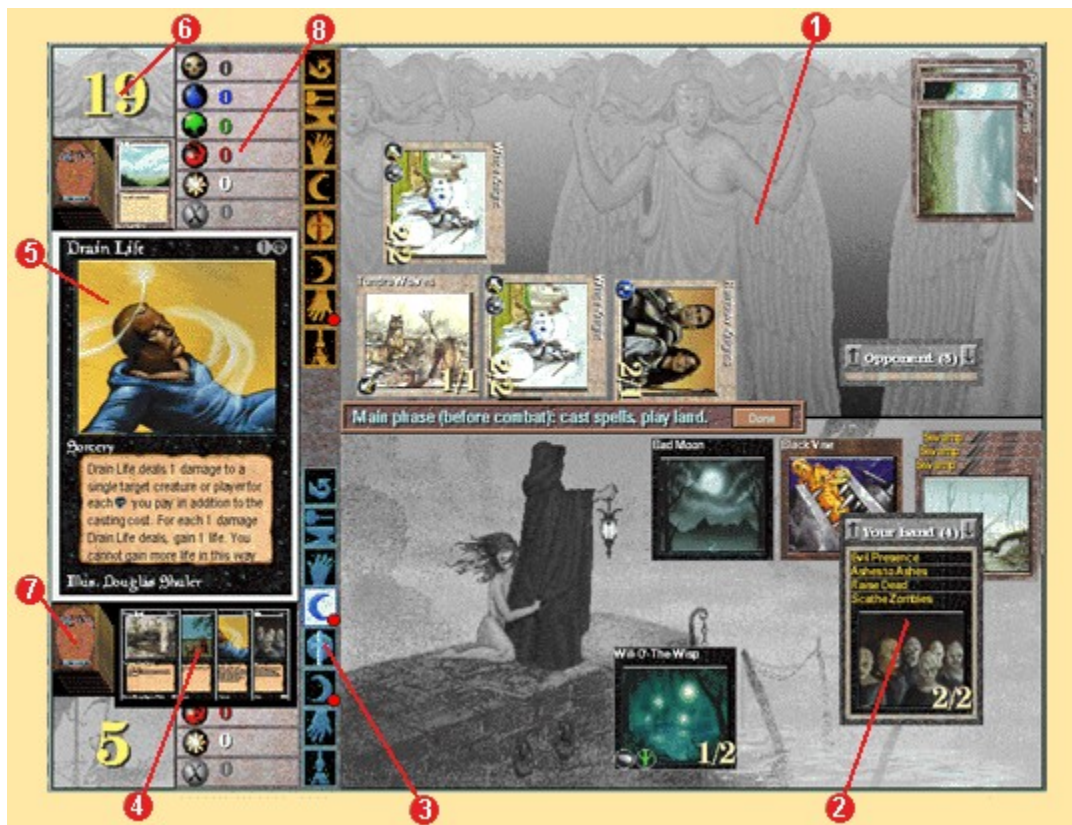 6
8
1
19
0
0
0
0
0
0
5
Drain Life
Tundra Wolves
1/1
2/2
2/2
2/1
Opponent (8)
Main phase (before combat): cast spells, play land.
Done
Sorcery
Drain Life deals 1 damage to a
single target creature or player for
each you pay in addition to the
casting cost. For each 1 damage
Drain Life deals, gain 1 life. You
cannot gain more life in this way
Illus. Douglas Shuler
Bad Moon
Black Vise
Swamp
Swamp
Swamp
Your hand (4)
Evil Presence
Ashes to Ashes
Raise Dead
Scathe Zombies
2/2
7
Will-O'-The-Wisp
1/2
0
0
0
5
4
3
2